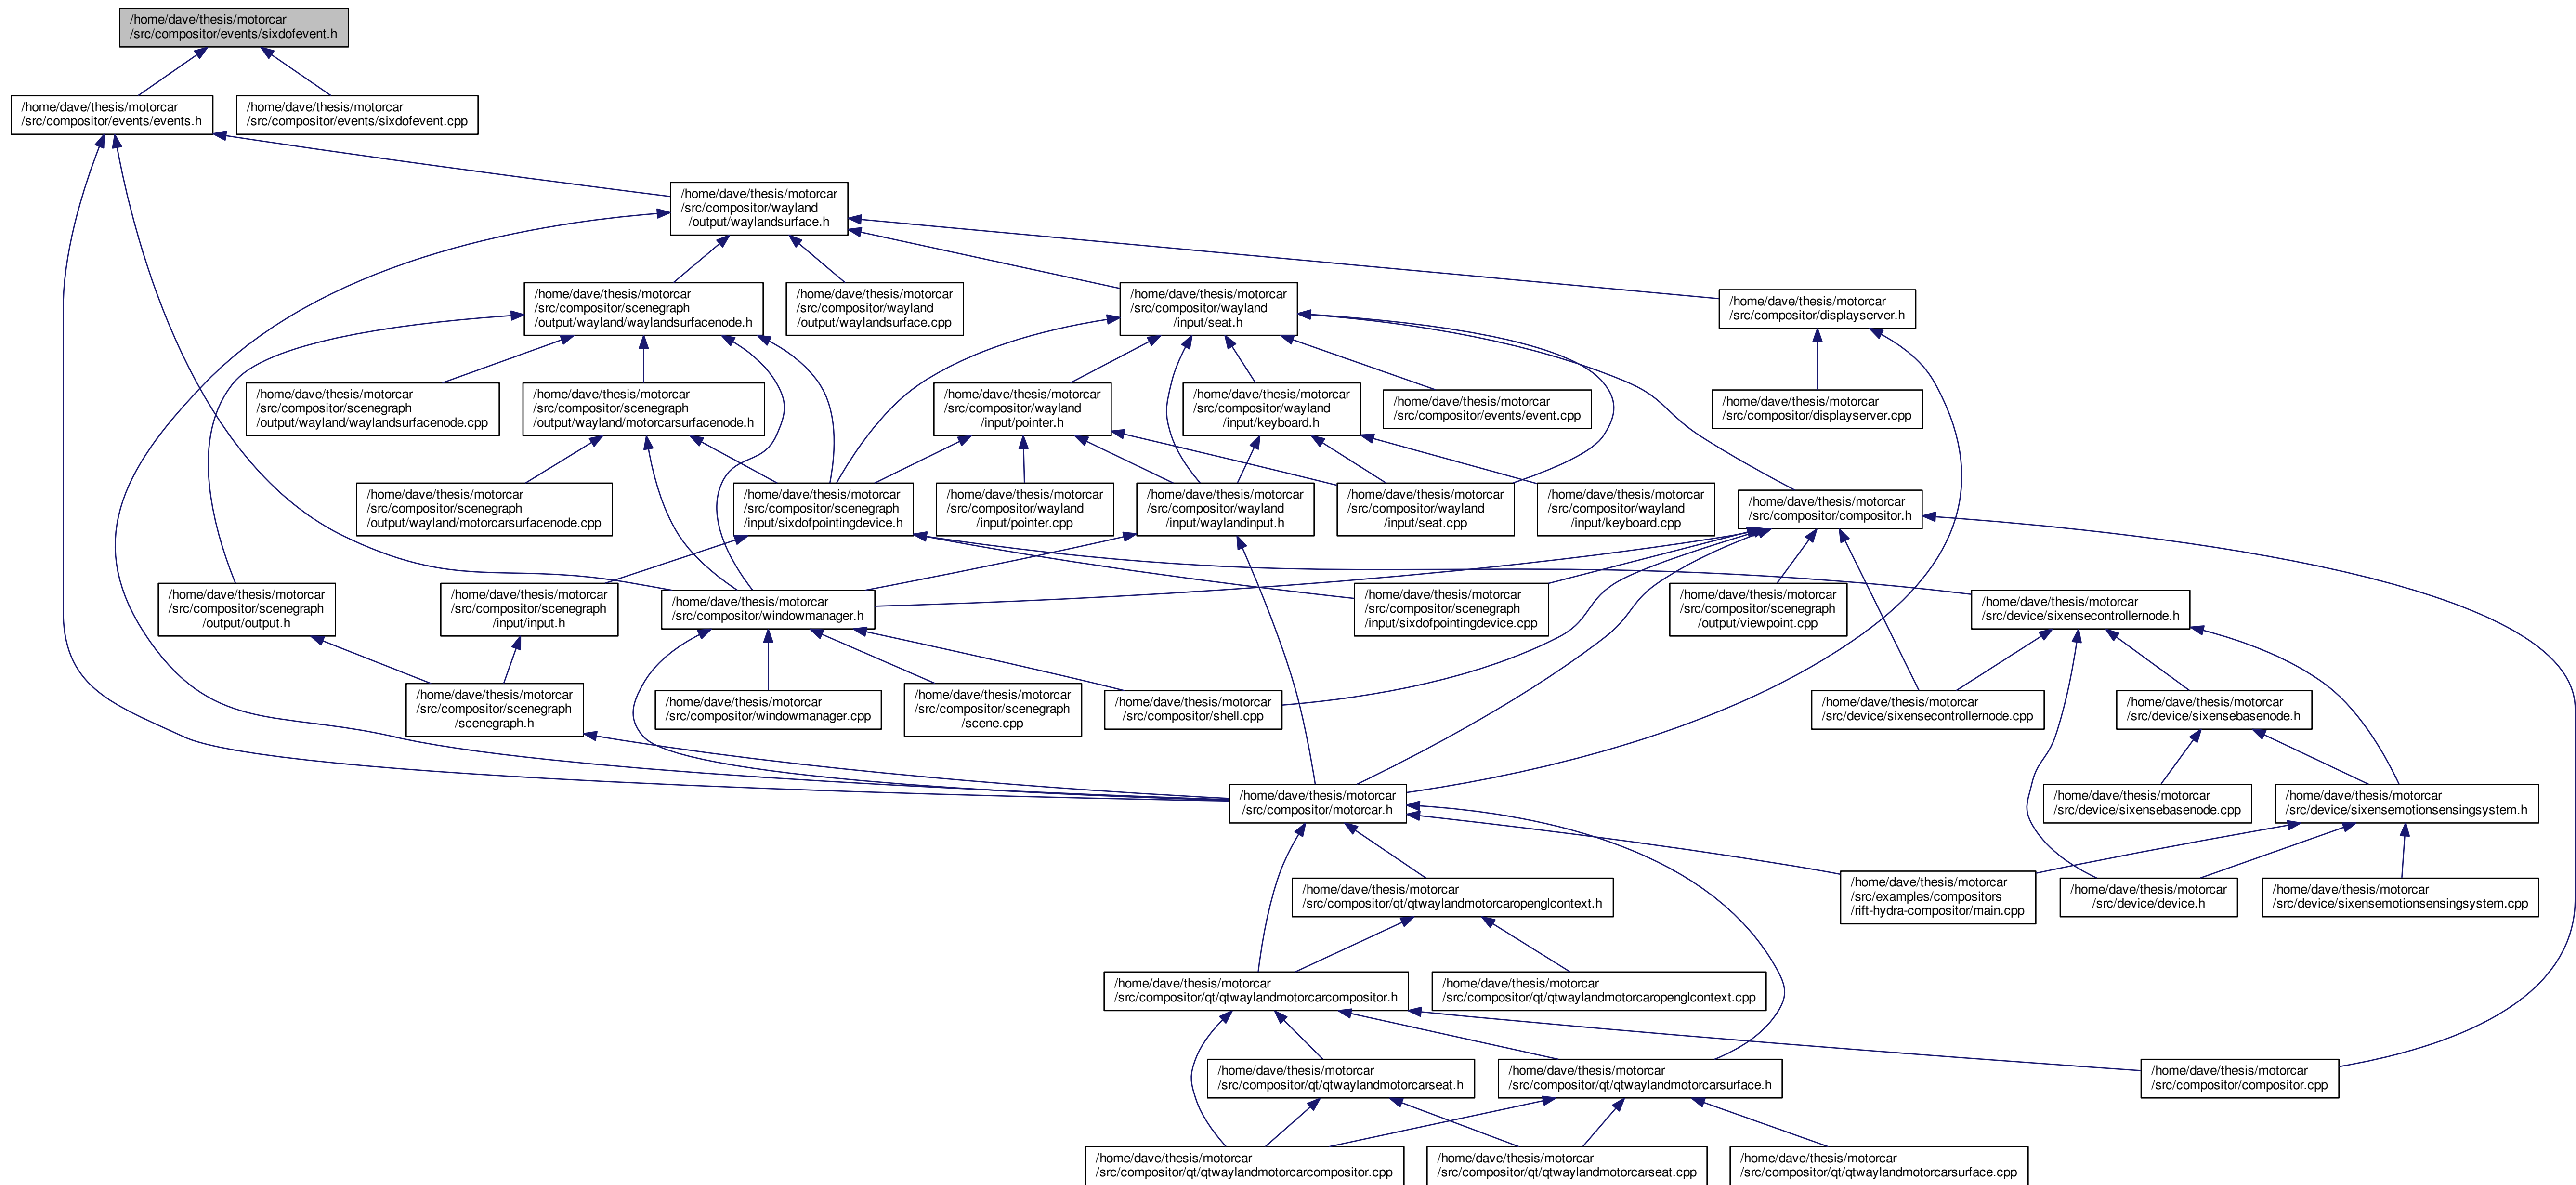 /home/dave/thesis/motorcar
/src/compositor/events/sixdofevent.h
/home/dave/thesis/motorcar
/src/compositor/events/events.h
/home/dave/thesis/motorcar
/src/compositor/events/sixdofevent.cpp
/home/dave/thesis/motorcar
/src/compositor/wayland
/output/waylandsurface.h
/home/dave/thesis/motorcar
/src/compositor/scenegraph
/output/wayland/waylandsurfacenode.h
/home/dave/thesis/motorcar
/src/compositor/wayland
/output/waylandsurface.cpp
/home/dave/thesis/motorcar
/src/compositor/wayland
/input/seat.h
/home/dave/thesis/motorcar
/src/compositor/displayserver.h
/home/dave/thesis/motorcar
/src/compositor/scenegraph
/output/wayland/waylandsurfacenode.cpp
/home/dave/thesis/motorcar
/src/compositor/scenegraph
/output/wayland/motorcarsurfacenode.h
/home/dave/thesis/motorcar
/src/compositor/wayland
/input/pointer.h
/home/dave/thesis/motorcar
/src/compositor/wayland
/input/keyboard.h
/home/dave/thesis/motorcar
/src/compositor/events/event.cpp
/home/dave/thesis/motorcar
/src/compositor/displayserver.cpp
/home/dave/thesis/motorcar
/src/compositor/scenegraph
/output/wayland/motorcarsurfacenode.cpp
/home/dave/thesis/motorcar
/src/compositor/scenegraph
/input/sixdofpointingdevice.h
/home/dave/thesis/motorcar
/src/compositor/wayland
/input/pointer.cpp
/home/dave/thesis/motorcar
/src/compositor/wayland
/input/waylandinput.h
/home/dave/thesis/motorcar
/src/compositor/wayland
/input/seat.cpp
/home/dave/thesis/motorcar
/src/compositor/wayland
/input/keyboard.cpp
/home/dave/thesis/motorcar
/src/compositor/compositor.h
/home/dave/thesis/motorcar
/src/compositor/scenegraph
/output/output.h
/home/dave/thesis/motorcar
/src/compositor/scenegraph
/input/input.h
/home/dave/thesis/motorcar
/src/compositor/windowmanager.h
/home/dave/thesis/motorcar
/src/compositor/scenegraph
/input/sixdofpointingdevice.cpp
/home/dave/thesis/motorcar
/src/compositor/scenegraph
/output/viewpoint.cpp
/home/dave/thesis/motorcar
/src/device/sixensecontrollernode.h
/home/dave/thesis/motorcar
/src/compositor/scenegraph
/scenegraph.h
/home/dave/thesis/motorcar
/src/compositor/windowmanager.cpp
/home/dave/thesis/motorcar
/src/compositor/scenegraph
/scene.cpp
/home/dave/thesis/motorcar
/src/compositor/shell.cpp
/home/dave/thesis/motorcar
/src/device/sixensecontrollernode.cpp
/home/dave/thesis/motorcar
/src/device/sixensebasenode.h
/home/dave/thesis/motorcar
/src/compositor/motorcar.h
/home/dave/thesis/motorcar
/src/device/sixensebasenode.cpp
/home/dave/thesis/motorcar
/src/device/sixensemotionsensingsystem.h
/home/dave/thesis/motorcar
/src/compositor/qt/qtwaylandmotorcaropenglcontext.h
/home/dave/thesis/motorcar
/src/examples/compositors
/rift-hydra-compositor/main.cpp
/home/dave/thesis/motorcar
/src/device/device.h
/home/dave/thesis/motorcar
/src/device/sixensemotionsensingsystem.cpp
/home/dave/thesis/motorcar
/src/compositor/qt/qtwaylandmotorcarcompositor.h
/home/dave/thesis/motorcar
/src/compositor/qt/qtwaylandmotorcaropenglcontext.cpp
/home/dave/thesis/motorcar
/src/compositor/qt/qtwaylandmotorcarseat.h
/home/dave/thesis/motorcar
/src/compositor/qt/qtwaylandmotorcarsurface.h
/home/dave/thesis/motorcar
/src/compositor/compositor.cpp
/home/dave/thesis/motorcar
/src/compositor/qt/qtwaylandmotorcarcompositor.cpp
/home/dave/thesis/motorcar
/src/compositor/qt/qtwaylandmotorcarseat.cpp
/home/dave/thesis/motorcar
/src/compositor/qt/qtwaylandmotorcarsurface.cpp